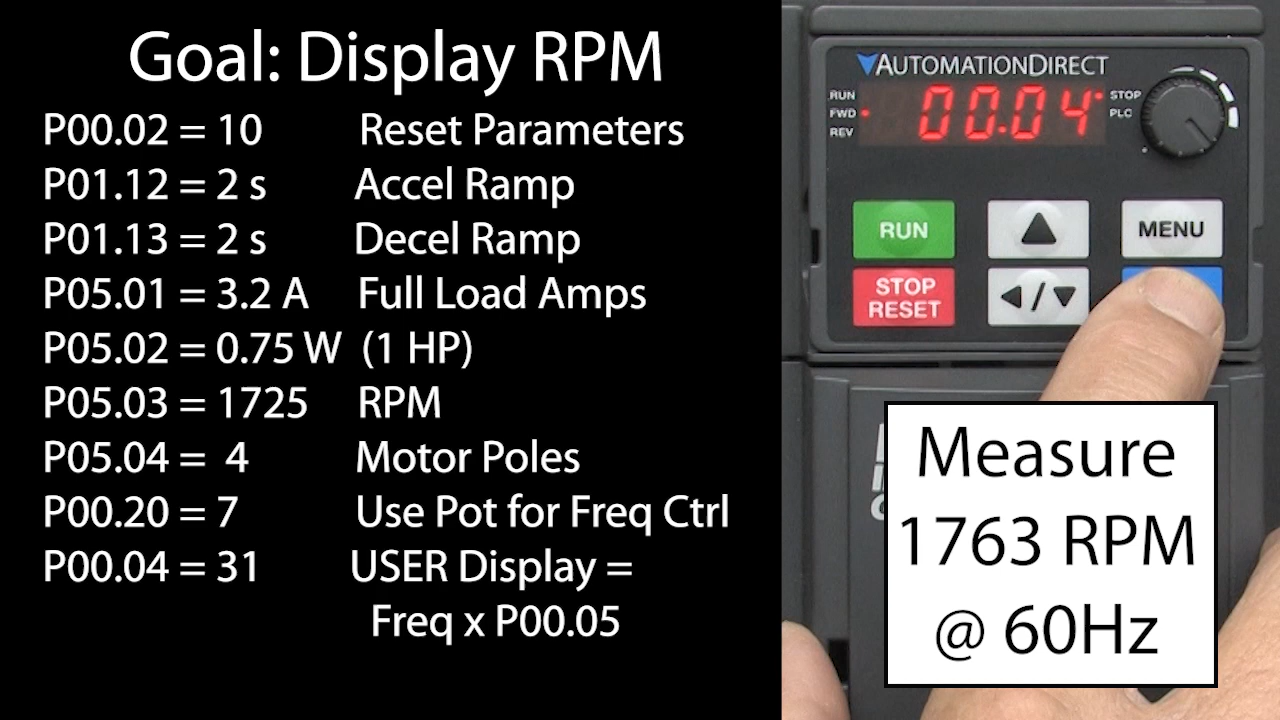 Goal: Display RPM
P00.02 = 10 Reset Parameters
P01.12 = 2 s Accel Ramp
P01.13 = 2 s Decel Ramp
P05.01 = 3.2 A Full Load Amps
P05.02 = 0.75 W (1 HP)
P05.03 = 1725 RPM
P05.04 = 4 Motor Poles
P00.20 = 7 Use Pot for Freq Ctrl
P00.04 = 31 USER Display =
Freq x P00.05
AUTOMATIONDIRECT
RUN
FWD
REV
00.04
STOP
PLC
RUN
MENU
STOP
RESET
Measure
1763 RPM
@ 60Hz